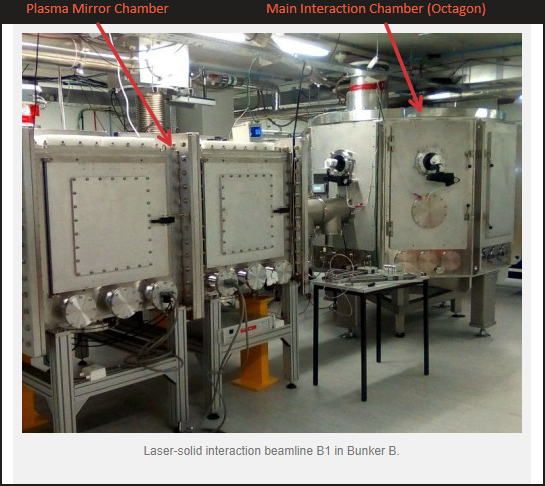 Plasma Mirror Chamber
Main Interaction Chamber (Octagon)
Laser-solid interaction beamline B1 in Bunker B.